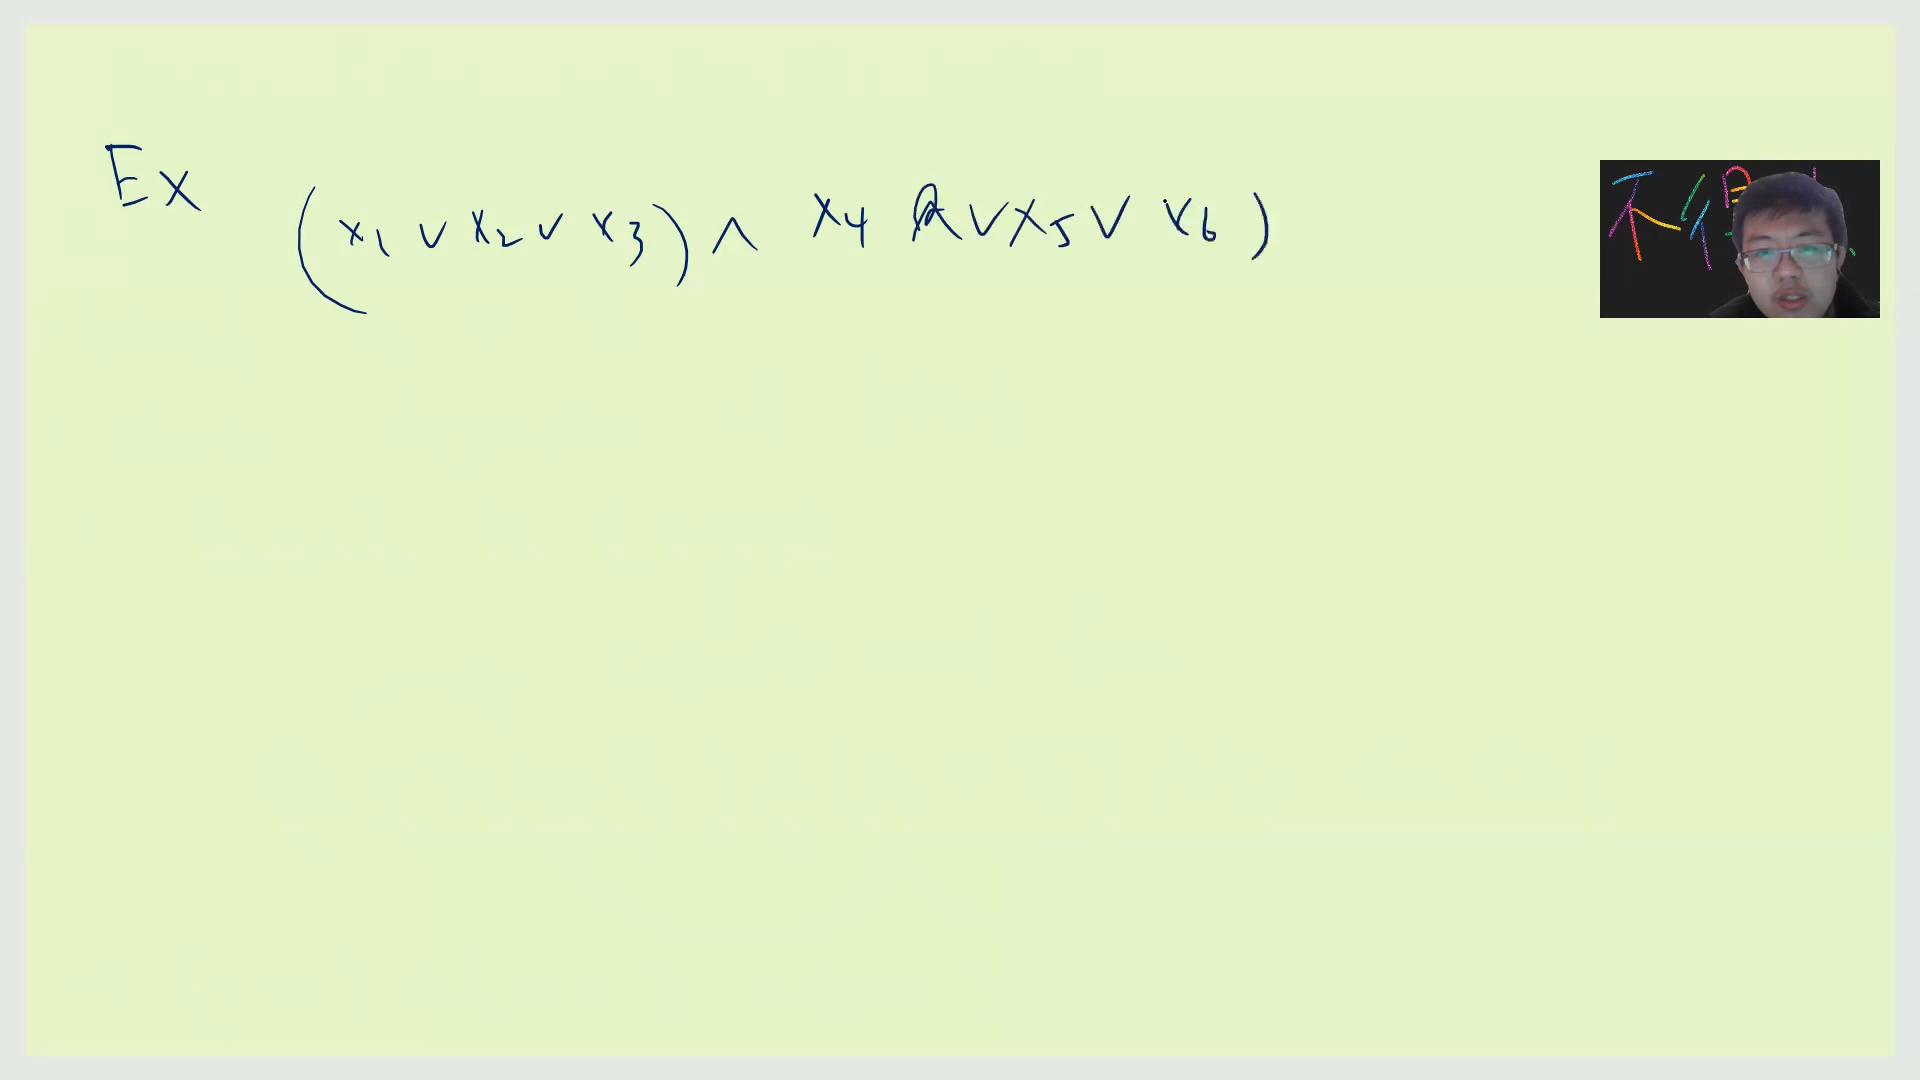 Ex
(x₁ ∨ x₂ ∨ x₃) ∧ x₄ ∨ x₅ ∨ x₆)